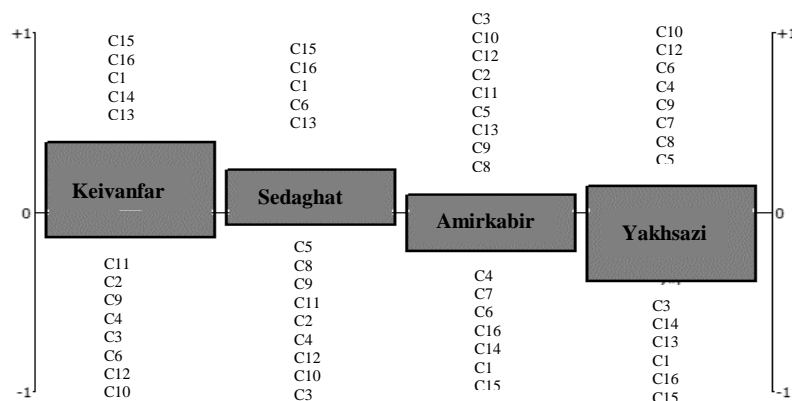 +1
0
-1
C15
C16
C1
C14
C13
Keivanfar
C11
C2
C9
C4
C3
C6
C12
C10
C15
C16
C1
C6
C13
Sedaghat
C5
C8
C9
C11
C2
C4
C12
C10
C3
C3
C10
C12
C2
C11
C5
C13
C9
C8
Amirkabir
C4
C7
C6
C16
C14
C1
C15
C10
C12
C6
C4
C9
C7
C8
C5
Yakhsazi
C3
C14
C13
C1
C16
C15
+1
0
-1